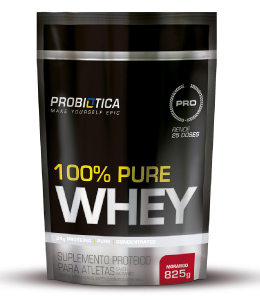 PROBIÓTICA
MAKE YOURSELF EPIC
PRO
RENDE
25 DOSES
100% PURE
WHEY
SUPLEMENTO PROTEICO
PARA ATLETAS
MORANGO
825g